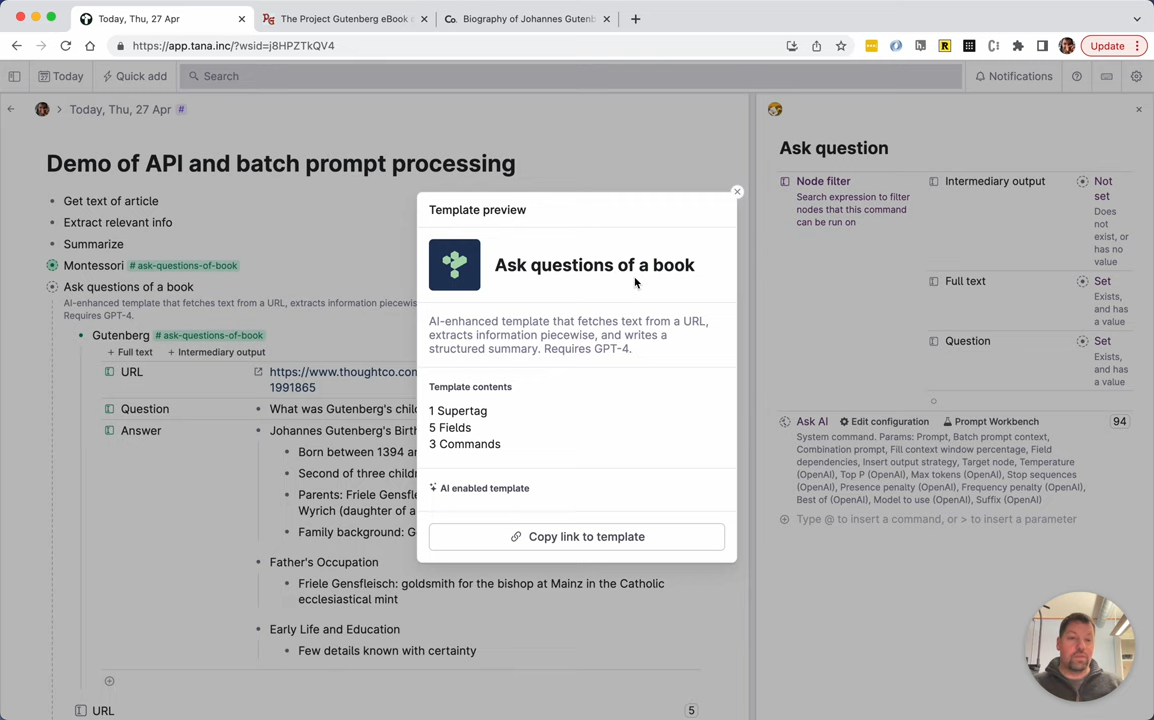 Today, Thu, 27 Apr
The Project Gutenberg eBook
Co. Biography of Johannes Gutenb
https://app.tana.inc/?wsid=j8HPZTkQV4
Update
Today
Quick add
Search
Notifications
Today, Thu, 27 Apr #
Demo of API and batch prompt processing
Get text of article
Extract relevant info
Summarize
Montessori # ask-questions-of-book
Ask questions of a book
AI-enhanced template that fetches text from a URL, extracts information piecewise
Requires GPT-4.
Gutenberg # ask-questions-of-book
+ Full text + Intermediary output
URL
https://www.thoughtco.com
1991865
Question
What was Gutenberg's chil
Answer
Johannes Gutenberg's Birt
Born between 1394 a
Second of three childr
Parents: Friele Gensfle
Wyrich (daughter of a
Family background: G
Father's Occupation
Friele Gensfleisch: goldsmith for the bishop at Mainz in the Catholic
ecclesiastical mint
Early Life and Education
Few details known with certainty
URL
5
Template preview
Ask questions of a book
AI-enhanced template that fetches text from a URL,
extracts information piecewise, and writes a
structured summary. Requires GPT-4.
Template contents
1 Supertag
5 Fields
3 Commands
AI enabled template
Copy link to template
Ask question
Node filter
Search expression to filter
nodes that this command
can be run on
Intermediary output
Not
set
Does
not
exist, or
has no
value
Full text
Set
Exists,
and has
a value
Question
Set
Exists,
and has
a value
Ask AI Edit configuration Prompt Workbench 94
System command. Params: Prompt, Batch prompt context,
Combination prompt, Fill context window percentage, Field
dependencies, Insert output strategy, Target node, Temperature
(OpenAI), Top P (OpenAI), Max tokens (OpenAI), Stop sequences
(OpenAI), Presence penalty (OpenAI), Frequency penalty (OpenAI),
Best of (OpenAI), Model to use (OpenAI), Suffix (OpenAI)
Type @ to insert a command, or > to insert a parameter